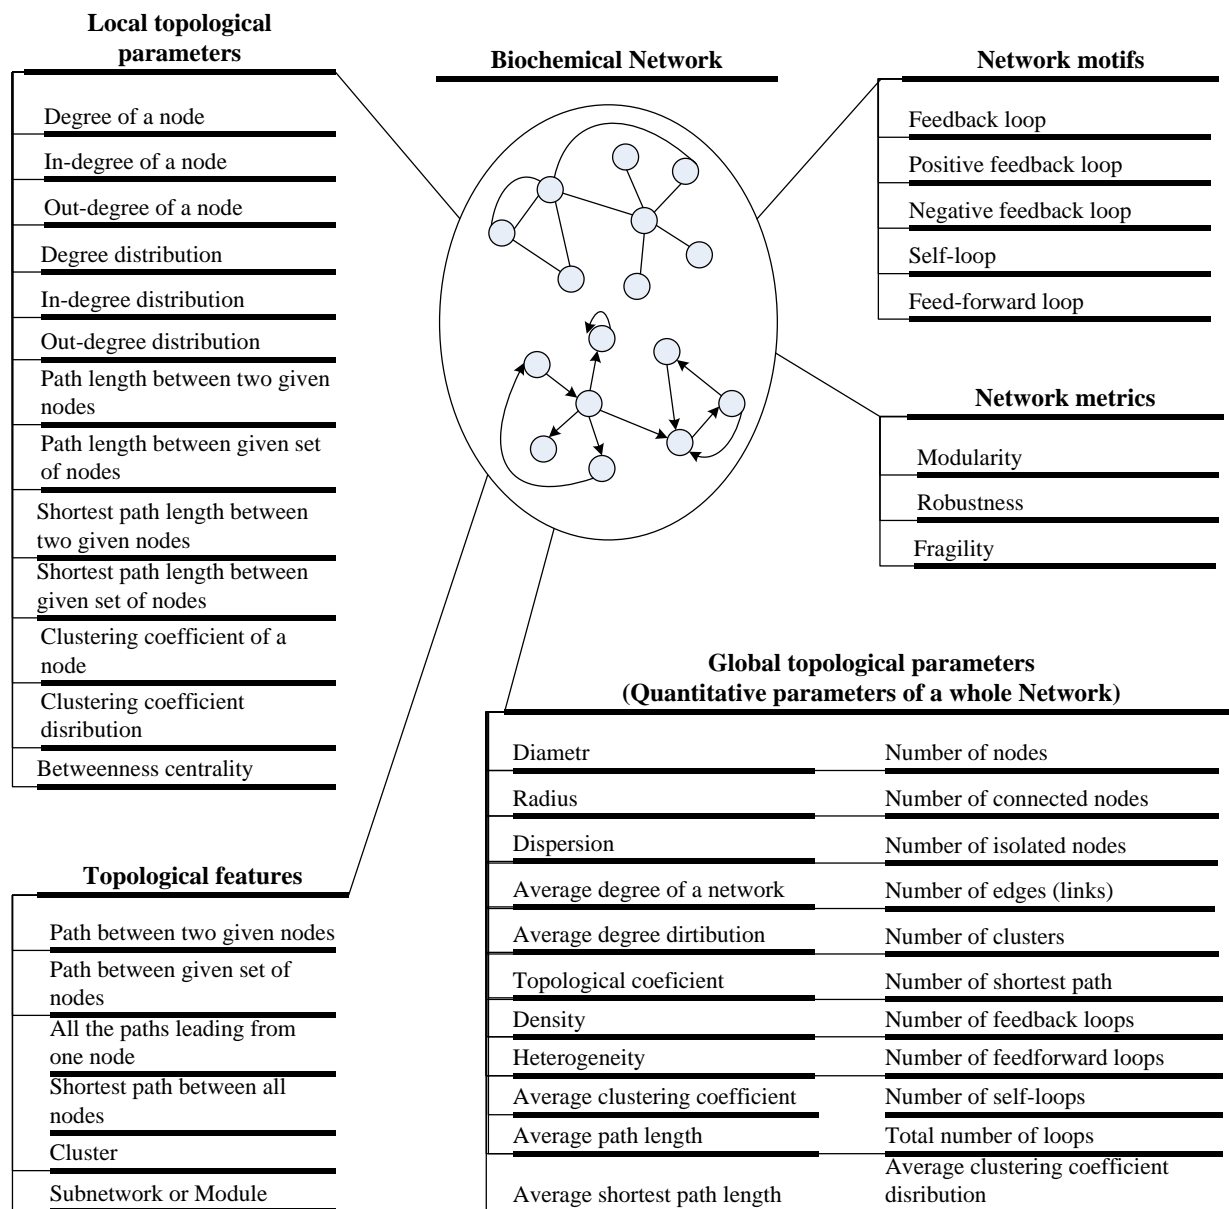 Local topological
parameters
Degree of a node
In-degree of a node
Out-degree of a node
Degree distribution
In-degree distribution
Out-degree distribution
Path length between two given
nodes
Path length between given set
of nodes
Shortest path length between
two given nodes
Shortest path length between
given set of nodes
Clustering coefficient of a
node
Clustering coefficient
disribution
Betweenness centrality
Biochemical Network
Network motifs
Feedback loop
Positive feedback loop
Negative feedback loop
Self-loop
Feed-forward loop
Network metrics
Modularity
Robustness
Fragility
Topological features
Path between two given nodes
Path between given set of
nodes
All the paths leading from
one node
Shortest path between all
nodes
Cluster
Subnetwork or Module
Global topological parameters
(Quantitative parameters of a whole Network)
Diametr
Radius
Dispersion
Average degree of a network
Average degree dirtibution
Topological coeficient
Density
Heterogeneity
Average clustering coefficient
Average path length
Average shortest path length
Number of nodes
Number of connected nodes
Number of isolated nodes
Number of edges (links)
Number of clusters
Number of shortest path
Number of feedback loops
Number of feedforward loops
Number of self-loops
Total number of loops
Average clustering coefficient
disribution